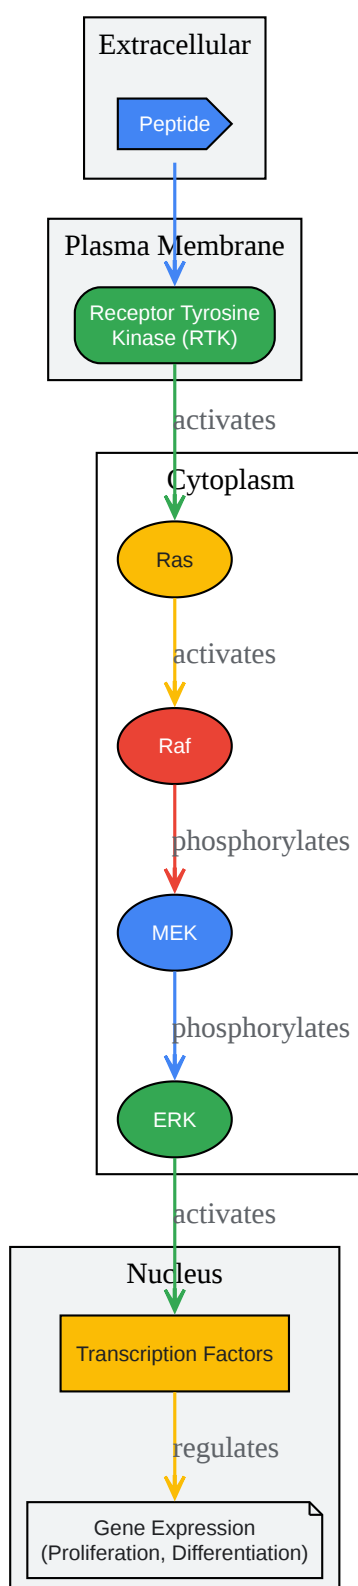 Extracellular
Peptide
Plasma Membrane
Receptor Tyrosine
Kinase (RTK)
activates
Cytoplasm
Ras
activates
Raf
phosphorylates
MEK
phosphorylates
ERK
activates
Nucleus
Transcription Factors
regulates
Gene Expression
(Proliferation, Differentiation)